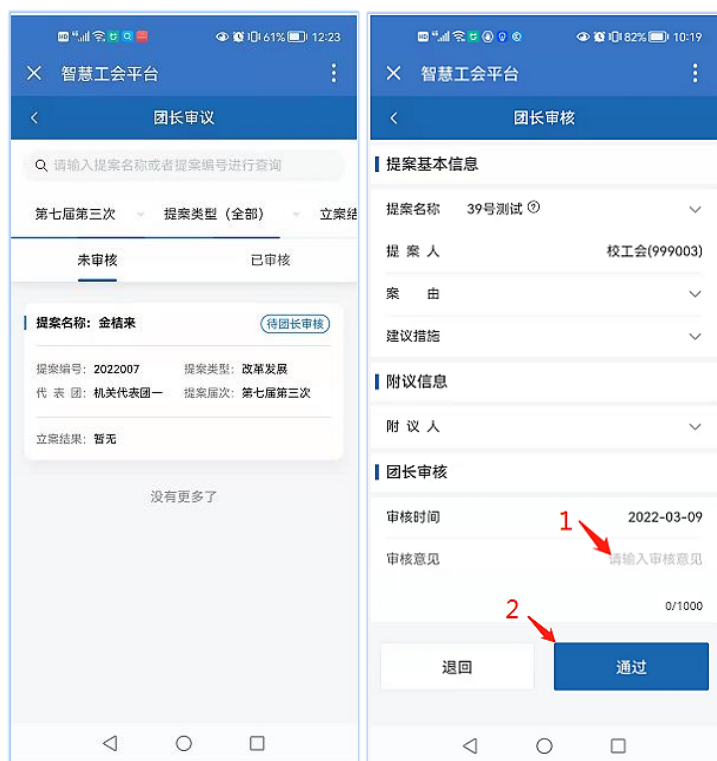 HD 61% 12:23
智慧工会平台
团长审议
请输入提案名称或者提案编号进行查询
第七届第三次 提案类型（全部） 立案结
未审核 已审核
提案名称：金桔来 待团长审核
提案编号：2022007 提案类型：改革发展
代 表 团：机关代表团一 提案届次：第七届第三次
立案结果：暂无
没有更多了
HD 82% 10:19
智慧工会平台
团长审核
提案基本信息
提案名称 39号测试
提 案 人 校工会(999003)
案 由
建议措施
附议信息
附 议 人
团长审核
审核时间 2022-03-09
1
审核意见 请输入审核意见
0/1000
2
退回 通过